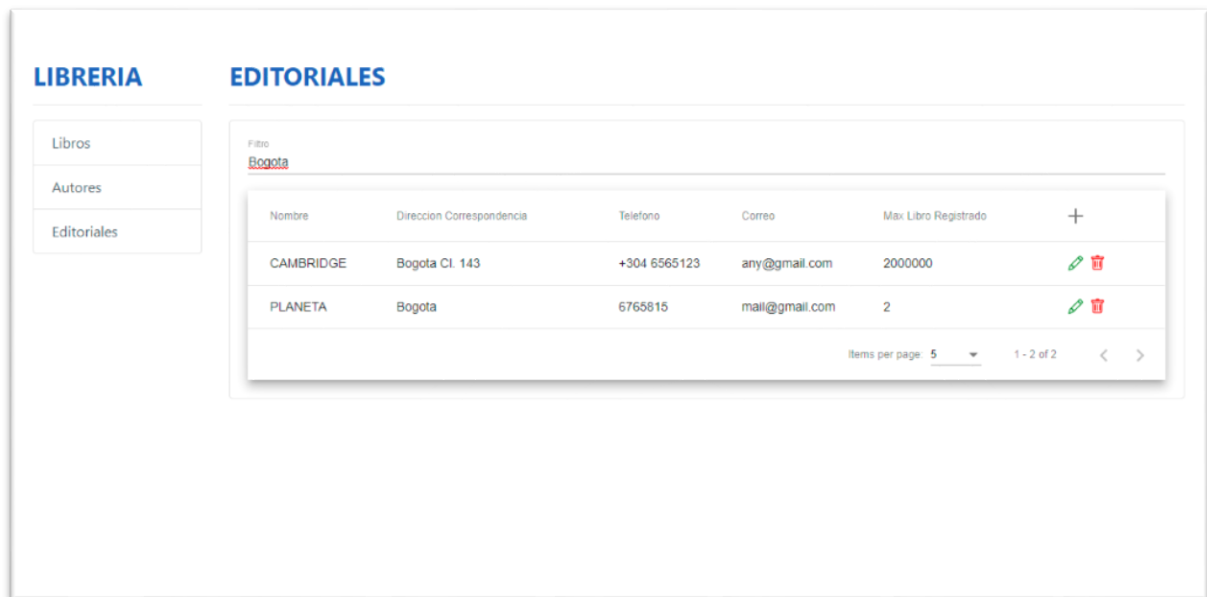 LIBRERIA
EDITORIALES
Libros
Autores
Editoriales
Filtro
Bogota
Nombre Direccion Correspondencia Telefono Correo Max Libro Registrado
CAMBRIDGE Bogota Cl. 143 +304 6565123 any@gmail.com 2000000
PLANETA Bogota 6765815 mail@gmail.com 2
Items per page: 5 1 - 2 of 2